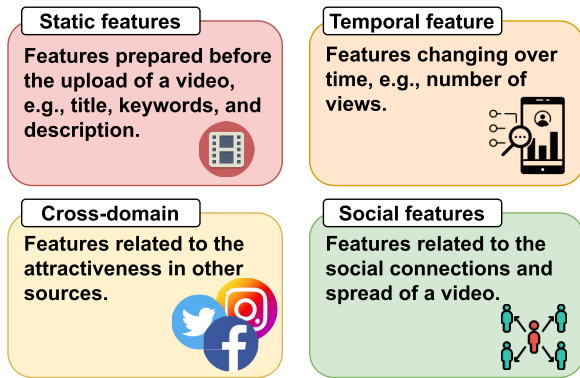 Static features
Features prepared before
the upload of a video,
e.g., title, keywords, and
description.
Temporal feature
Features changing over
time, e.g., number of
views.
Cross-domain
Features related to the
attractiveness in other
sources.
Social features
Features related to the
social connections and
spread of a video.